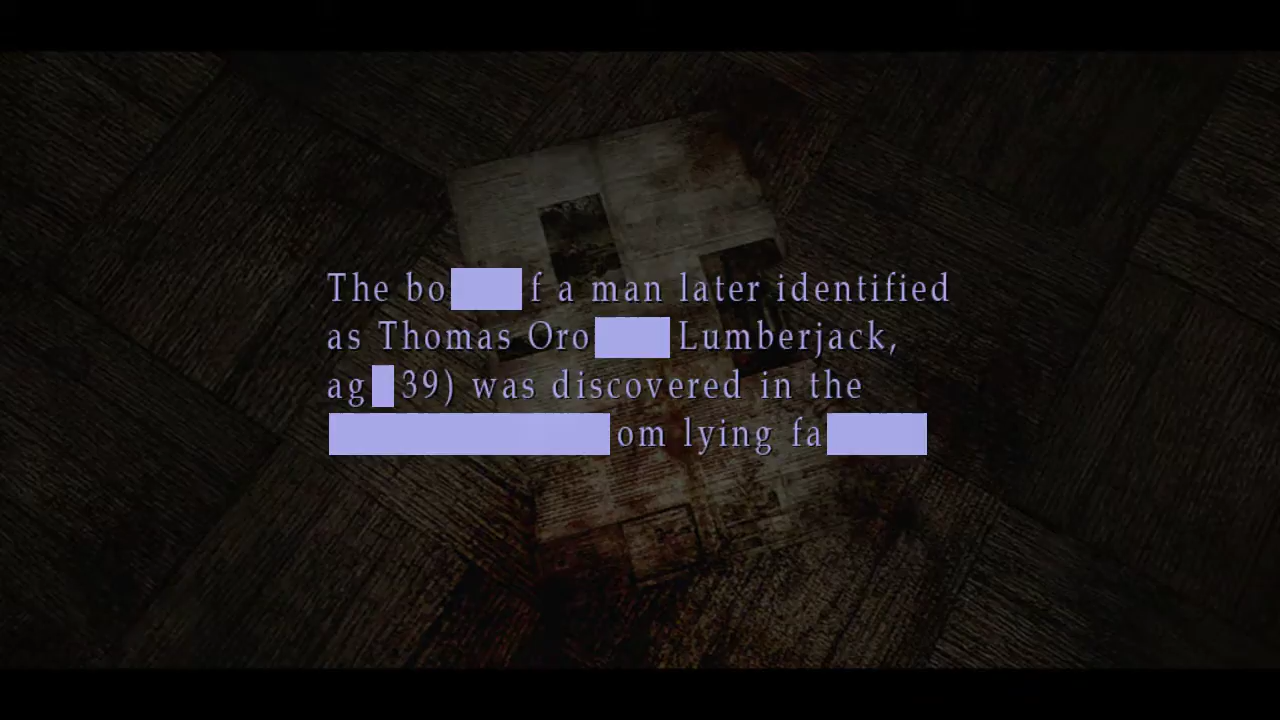 The bo f a man later identified
as Thomas Oro Lumberjack,
ag 39) was discovered in the
om lying fa